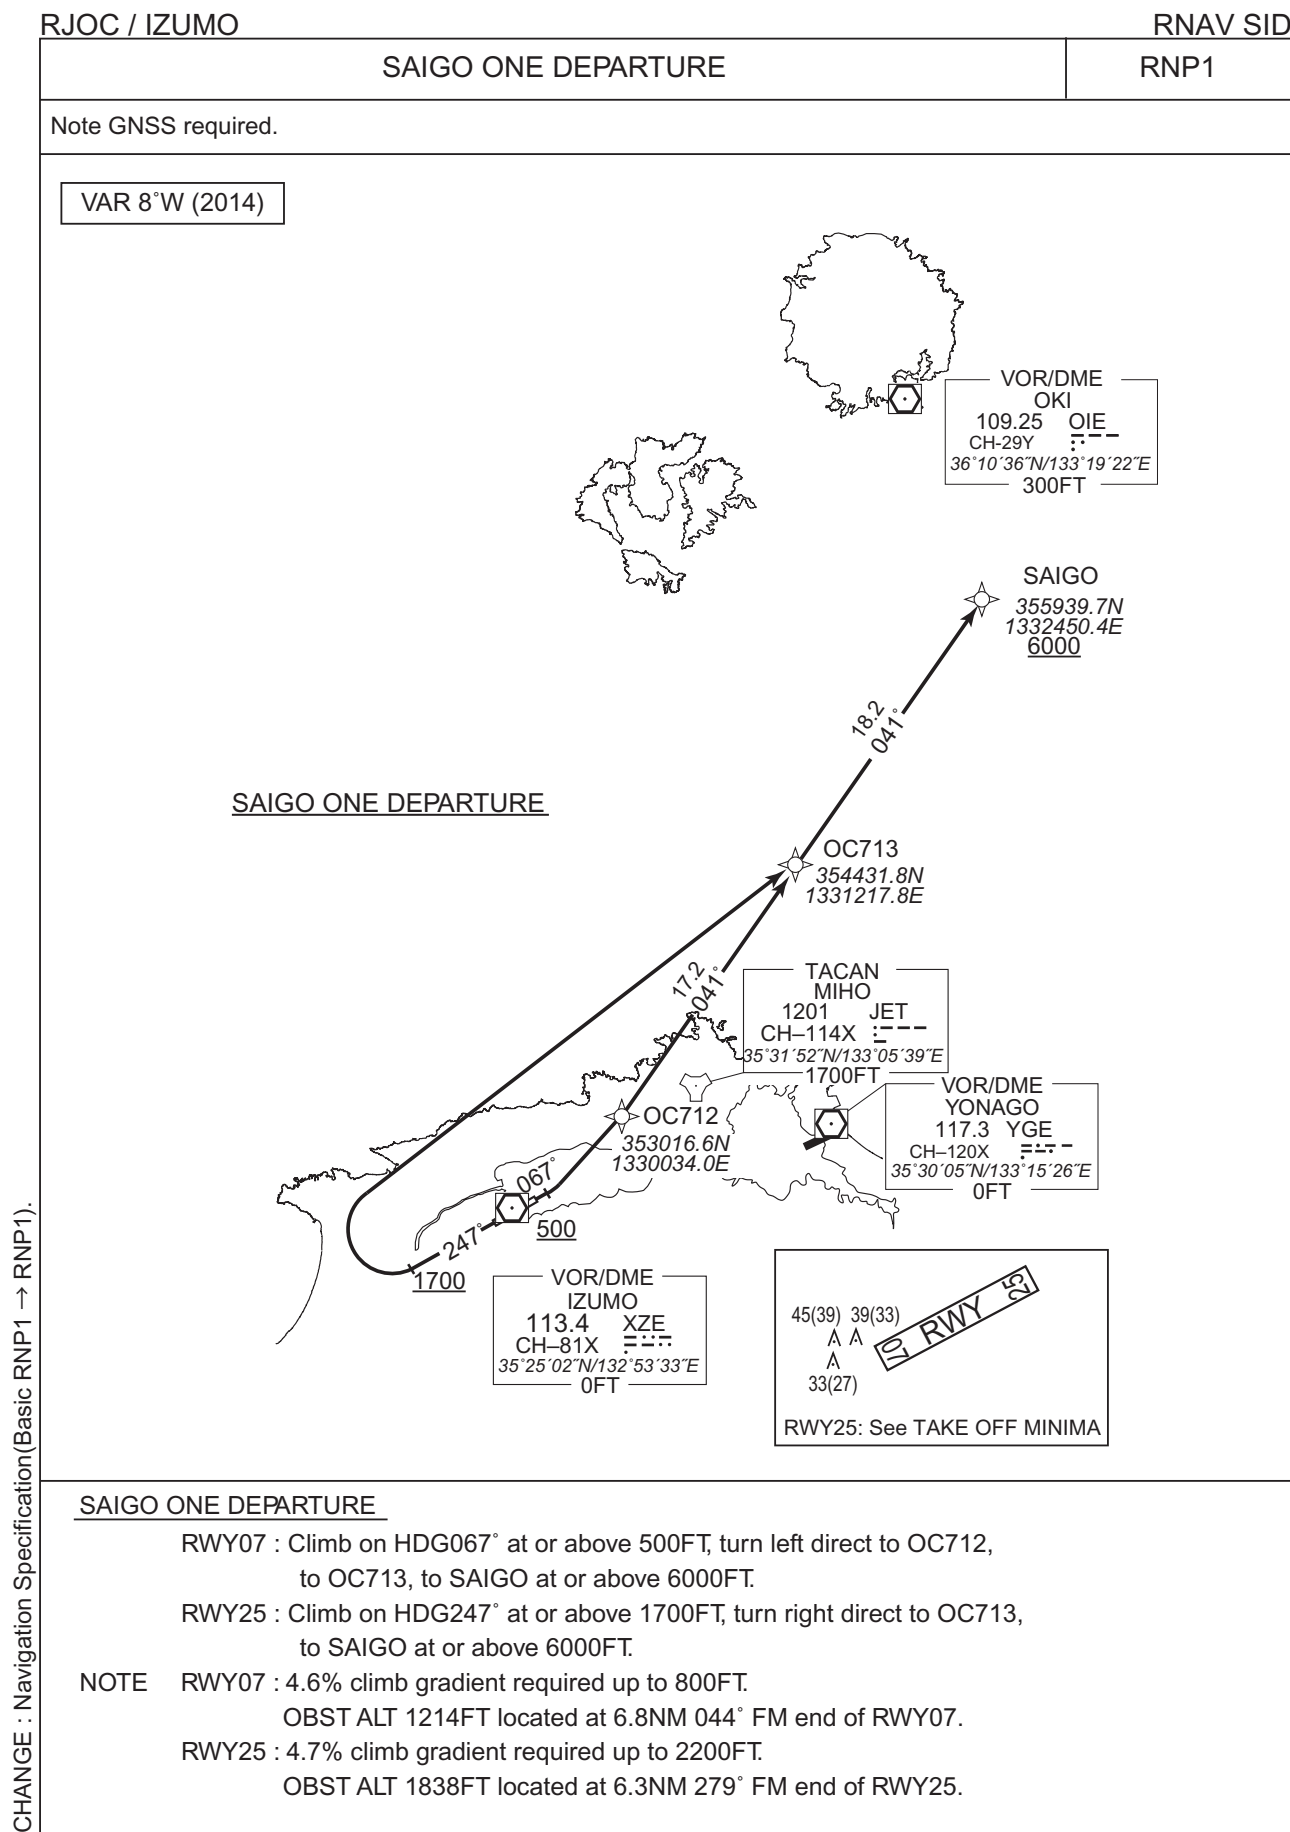 RJOC / IZUMO
RNAV SID
SAIGO ONE DEPARTURE
RNP1
Note GNSS required.
VAR 8˚W (2014)
VOR/DME
OKI
109.25 OIE
CH-29Y
36˚10´36˝N/133˚19´22˝E
300FT
SAIGO
355939.7N
1332450.4E
6000
18.2
041˚
SAIGO ONE DEPARTURE
OC713
354431.8N
1331217.8E
17.2
041˚
TACAN
MIHO
1201 JET
CH–114X
35˚31´52˝N/133˚05´39˝E
1700FT
VOR/DME
YONAGO
117.3 YGE
CH–120X
35˚30´05˝N/133˚15´26˝E
0FT
OC712
353016.6N
1330034.0E
067˚
500
247˚
1700
VOR/DME
IZUMO
113.4 XZE
CH–81X
35˚25´02˝N/132˚53´33˝E
0FT
45(39) 39(33)
33(27)
07 RWY 25
RWY25: See TAKE OFF MINIMA
SAIGO ONE DEPARTURE
RWY07 : Climb on HDG067˚ at or above 500FT, turn left direct to OC712,
to OC713, to SAIGO at or above 6000FT.
RWY25 : Climb on HDG247˚ at or above 1700FT, turn right direct to OC713,
to SAIGO at or above 6000FT.
NOTE RWY07 : 4.6% climb gradient required up to 800FT.
OBST ALT 1214FT located at 6.8NM 044˚ FM end of RWY07.
RWY25 : 4.7% climb gradient required up to 2200FT.
OBST ALT 1838FT located at 6.3NM 279˚ FM end of RWY25.
CHANGE : Navigation Specification(Basic RNP1 → RNP1).